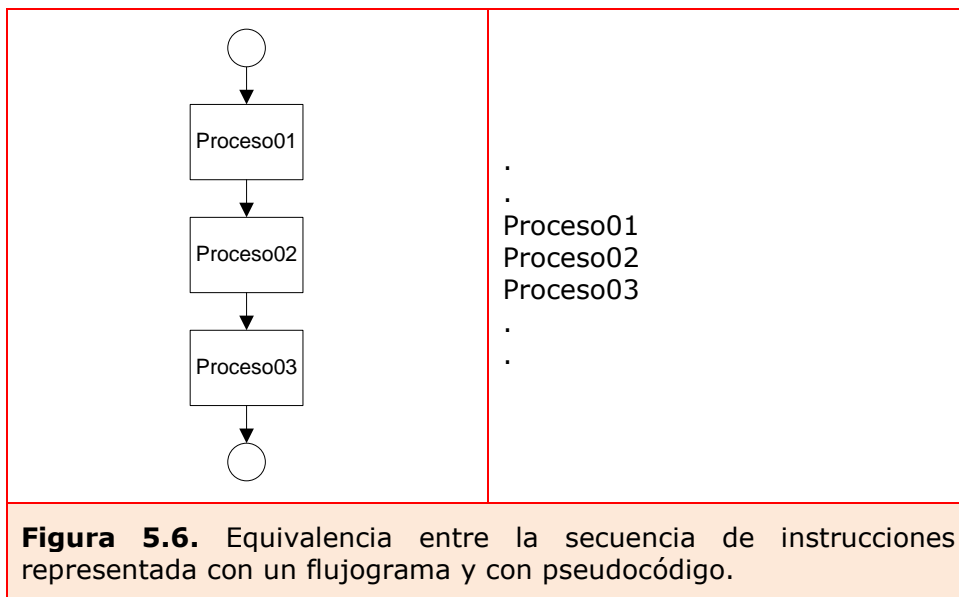 Proceso01
Proceso02
Proceso03
.
.
Proceso01
Proceso02
Proceso03
.
.
Figura 5.6. Equivalencia entre la secuencia de instrucciones
representada con un flujograma y con pseudocódigo.